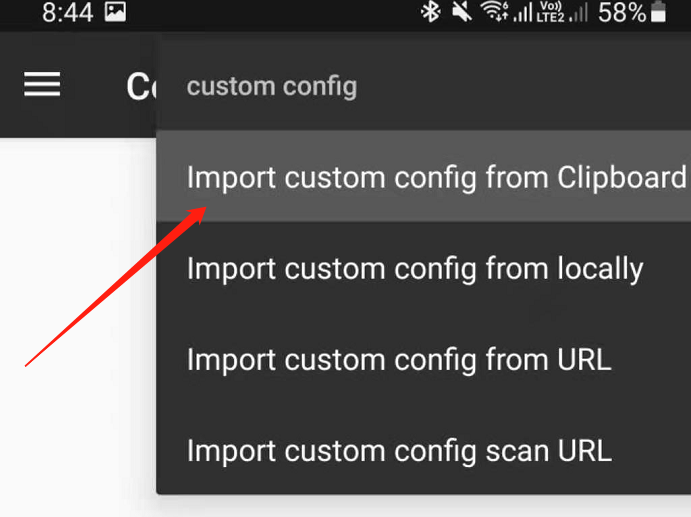 8:44 58%
Vo))
LTE2
custom config
Import custom config from Clipboard
Import custom config from locally
Import custom config from URL
Import custom config scan URL